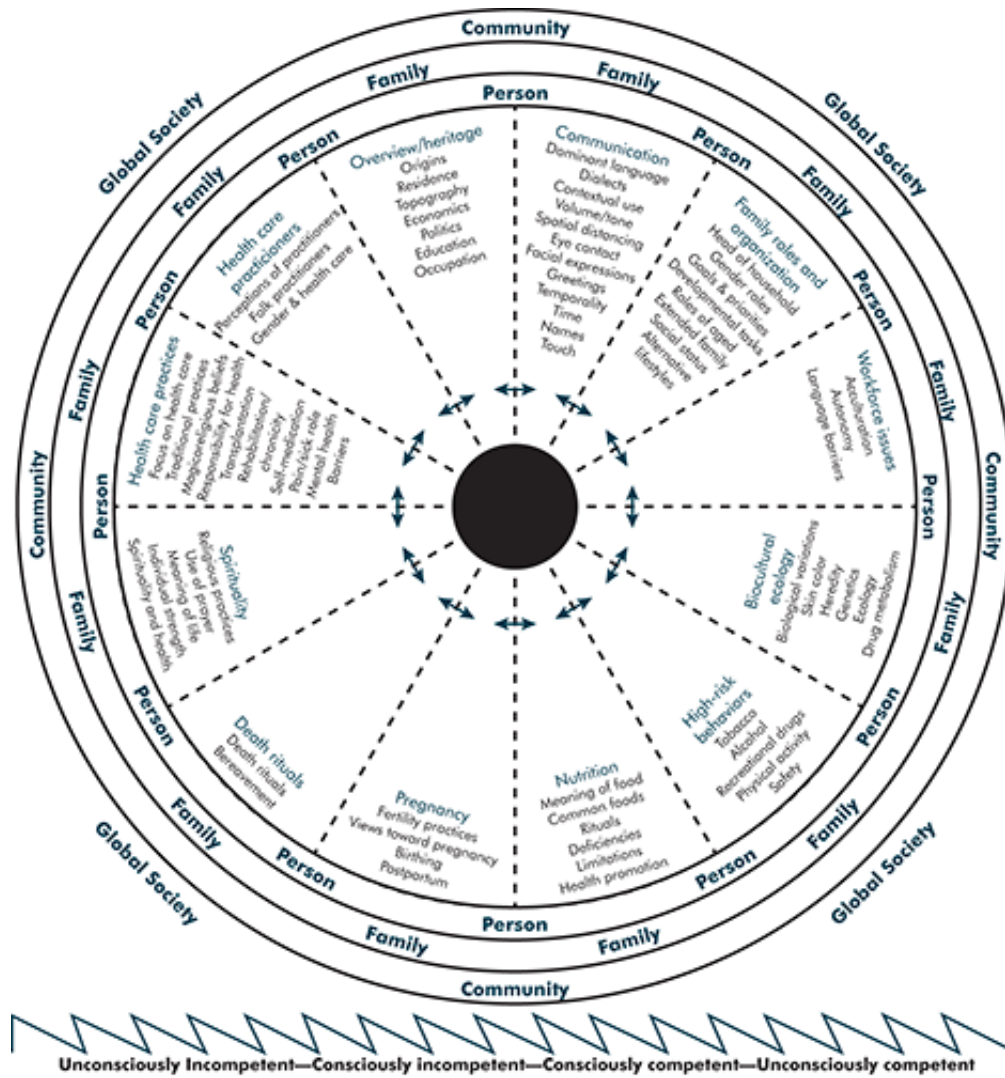 Community
Family
Family
Person
Global Society
Global Society
Person
Person
Family
Family
Person
Person
Family
Family
Community
Community
Person
Person
Family
Family
Person
Person
Family
Family
Person
Person
Global Society
Global Society
Family
Family
Person
Community
Overview/heritage
Origins
Residence
Topography
Economics
Politics
Education
Occupation
Communication
Dominant language
Dialects
Contextual use
Volume/tone
Spatial distancing
Eye contact
Facial expressions
Greetings
Temporality
Time
Names
Touch
Family roles and
organization
Head of household
Gender roles
Goals & priorities
Developmental tasks
Roles of aged
Extended family
Social status
Alternative
lifestyles
Workforce issues
Acculturation
Autonomy
Language barriers
Biocultural
ecology
Biological variations
Skin color
Heredity
Genetics
Ecology
Drug metabolism
High-risk
behaviors
Tobacco
Alcohol
Recreational drugs
Physical activity
Safety
Nutrition
Meaning of food
Common foods
Rituals
Deficiencies
Limitations
Health promotion
Pregnancy
Fertility practices
Views toward pregnancy
Birthing
Postpartum
Death rituals
Death rituals
Bereavement
Spirituality
Religious practices
Use of prayer
Meaning of life
Individual strength
Spirituality and health
Health care practices
Focus on health care
Traditional practices
Magicoreligious beliefs
Responsibility for health
Transplantation
Rehabilitation/
chronicity
Self-medication
Pain/sick role
Mental health
Barriers
Health care
practicioners
Perceptions of practitioners
Folk practitioners
Gender & health care
Unconsciously Incompetent—Consciously incompetent—Consciously competent—Unconsciously competent